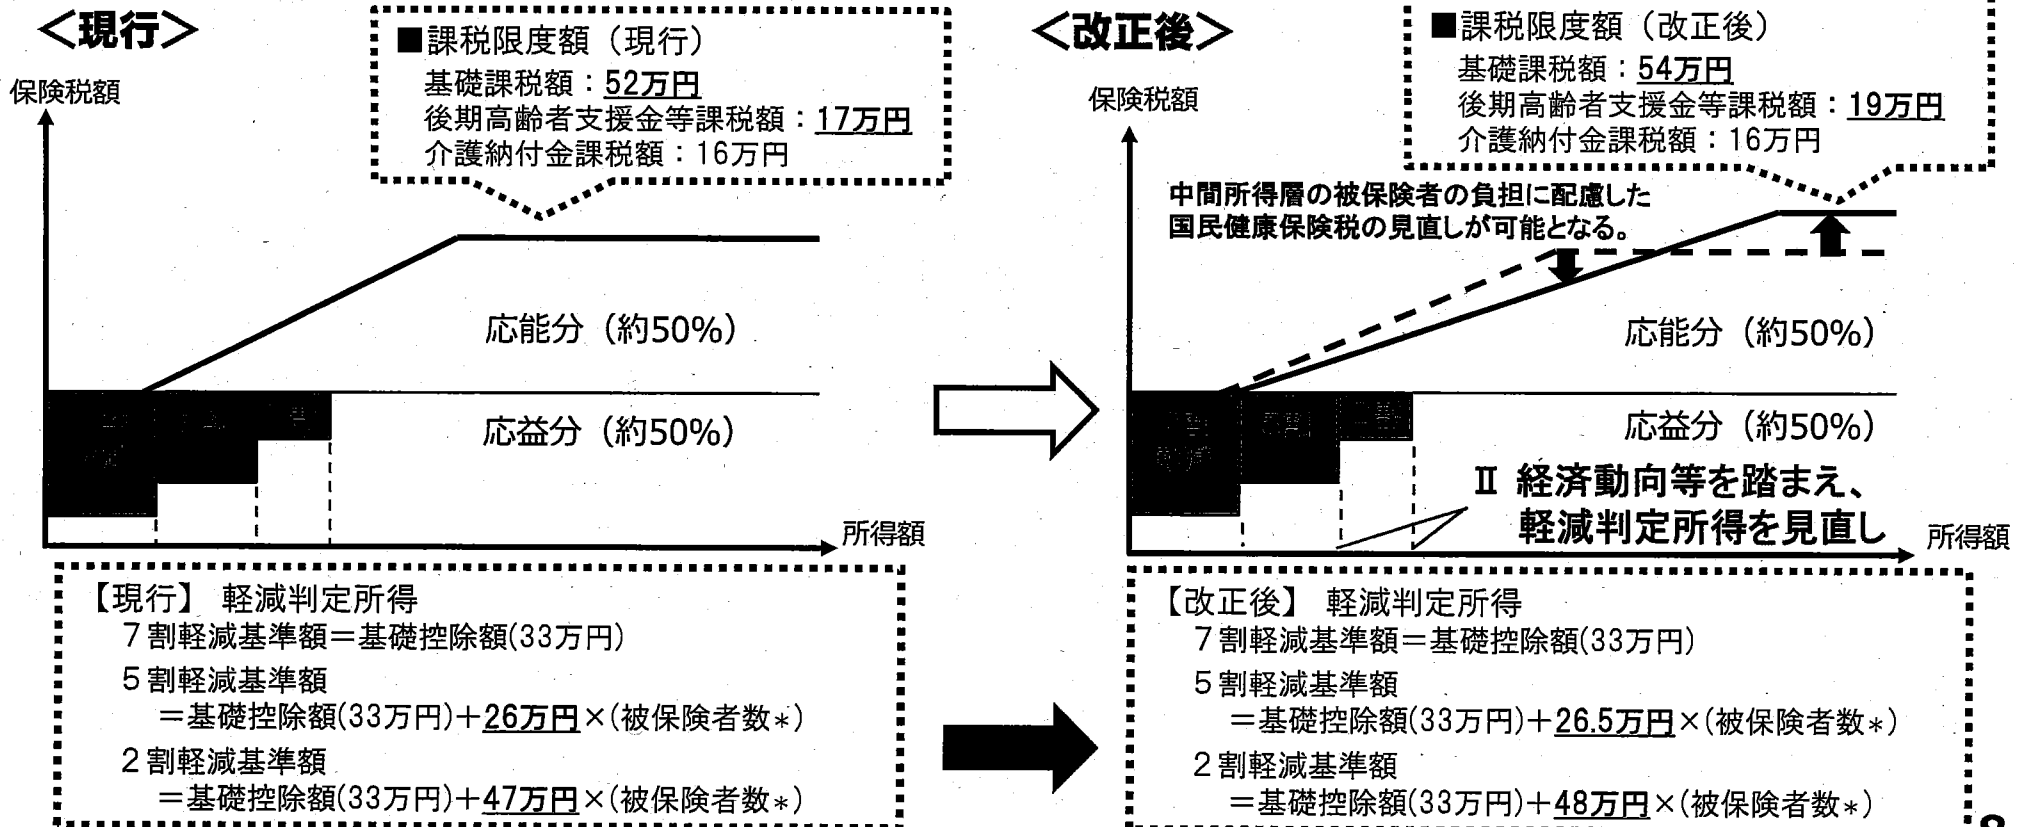 ＜現行＞
■課税限度額（現行）
基礎課税額：52万円
後期高齢者支援金等課税額：17万円
介護納付金課税額：16万円
保険税額
応能分（約50%）
応益分（約50%）
所得額
【現行】 軽減判定所得
７割軽減基準額＝基礎控除額(33万円)
５割軽減基準額
＝基礎控除額(33万円)＋26万円×(被保険者数*)
２割軽減基準額
＝基礎控除額(33万円)＋47万円×(被保険者数*)
＜改正後＞
■課税限度額（改正後）
基礎課税額：54万円
後期高齢者支援金等課税額：19万円
介護納付金課税額：16万円
保険税額
中間所得層の被保険者の負担に配慮した
国民健康保険税の見直しが可能となる。
応能分（約50%）
応益分（約50%）
Ⅱ 経済動向等を踏まえ、
軽減判定所得を見直し
所得額
【改正後】 軽減判定所得
７割軽減基準額＝基礎控除額(33万円)
５割軽減基準額
＝基礎控除額(33万円)＋26.5万円×(被保険者数*)
２割軽減基準額
＝基礎控除額(33万円)＋48万円×(被保険者数*)